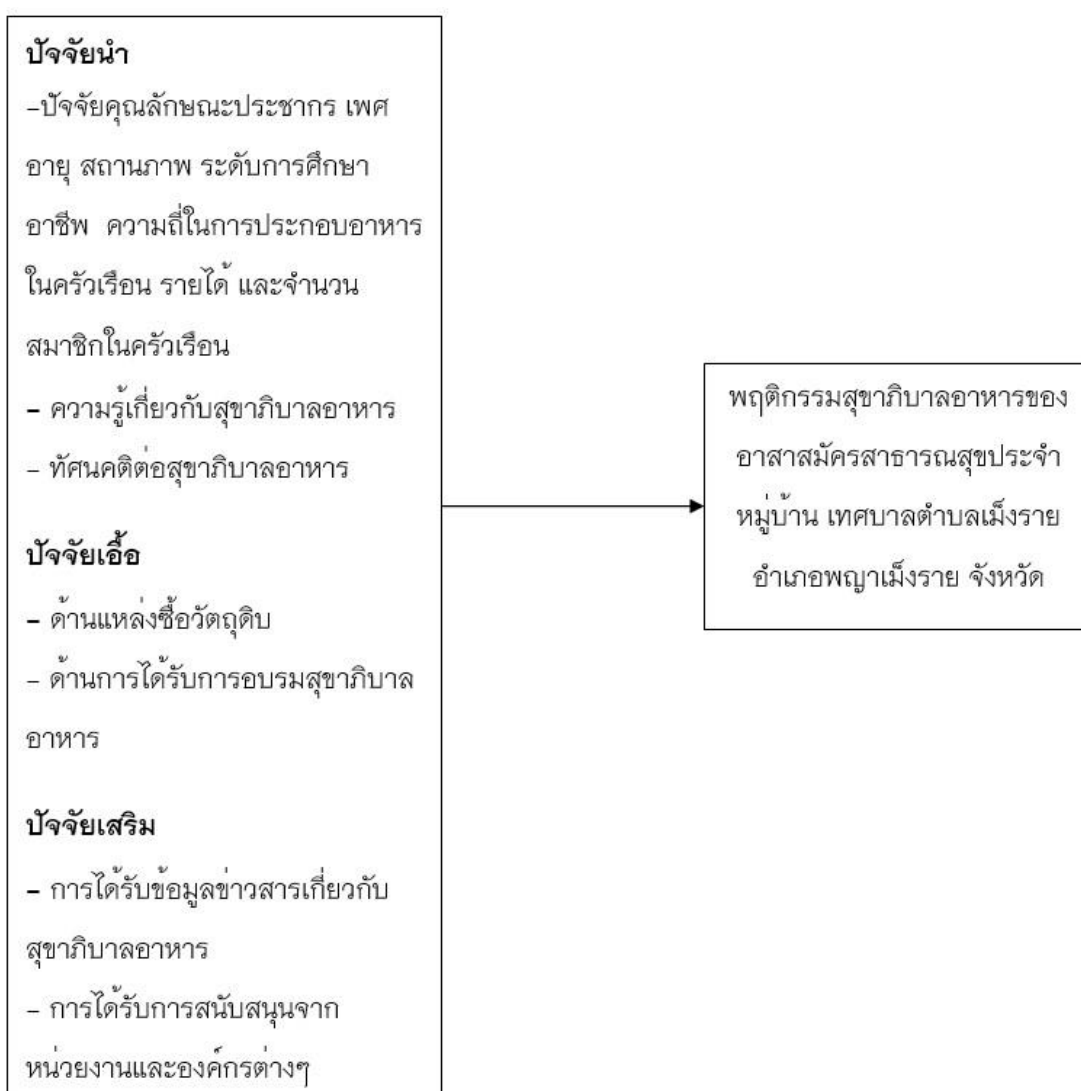 ปัจจัยนำ
-ปัจจัยคุณลักษณะประชากร เพศ
อายุ สถานภาพ ระดับการศึกษา
อาชีพ ความถี่ในการประกอบอาหาร
ในครัวเรือน รายได้ และจำนวน
สมาชิกในครัวเรือน
- ความรู้เกี่ยวกับสุขาภิบาลอาหาร
- ทัศนคติต่อสุขาภิบาลอาหาร
ปัจจัยเอื้อ
- ด้านแหล่งซื้อวัตถุดิบ
- ด้านการได้รับการอบรมสุขาภิบาล
อาหาร
ปัจจัยเสริม
- การได้รับข้อมูลข่าวสารเกี่ยวกับ
สุขาภิบาลอาหาร
- การได้รับการสนับสนุนจาก
หน่วยงานและองค์กรต่างๆ
พฤติกรรมสุขาภิบาลอาหารของ
อาสาสมัครสาธารณสุขประจำ
หมู่บ้าน เทศบาลตำบลเม็งราย
อำเภอพญาเม็งราย จังหวัด